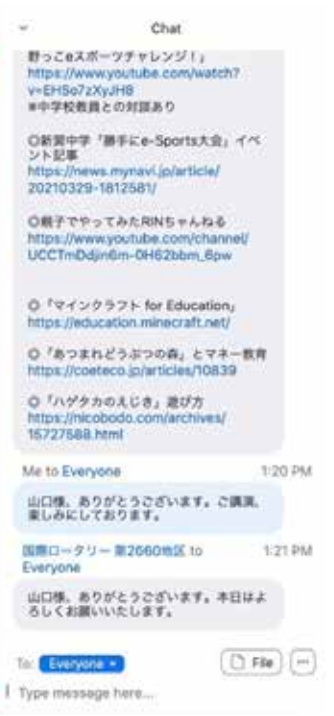 Chat
野っこeスポーツチャレンジ!」
https://www.youtube.com/watch?
v=EHSo7zXyJH8
※中学校教員との対談あり
◎新翼中学「勝手にe-Sports大会」イベ
ント記事
https://news.mynavi.jp/article/
20210329-1812581/
◎親子でやってみたRINちゃんねる
https://www.youtube.com/channel/
UCCTmDdjin6m-0H62bbm_6pw
◎「マインクラフト for Education」
https://education.minecraft.net/
◎「あつまれどうぶつの森」とマネー教育
https://coeteco.jp/articles/10839
◎「ハゲタカのえじき」遊び方
https://nicobodo.com/archives/
15727588.html
Me to Everyone 1:20 PM
山口様、ありがとうございます。ご講演、
楽しみにしております。
国際ロータリー 第2660地区 to 1:21 PM
Everyone
山口様、ありがとうございます。本日はよ
ろしくお願いいたします。
To: Everyone File
Type message here...